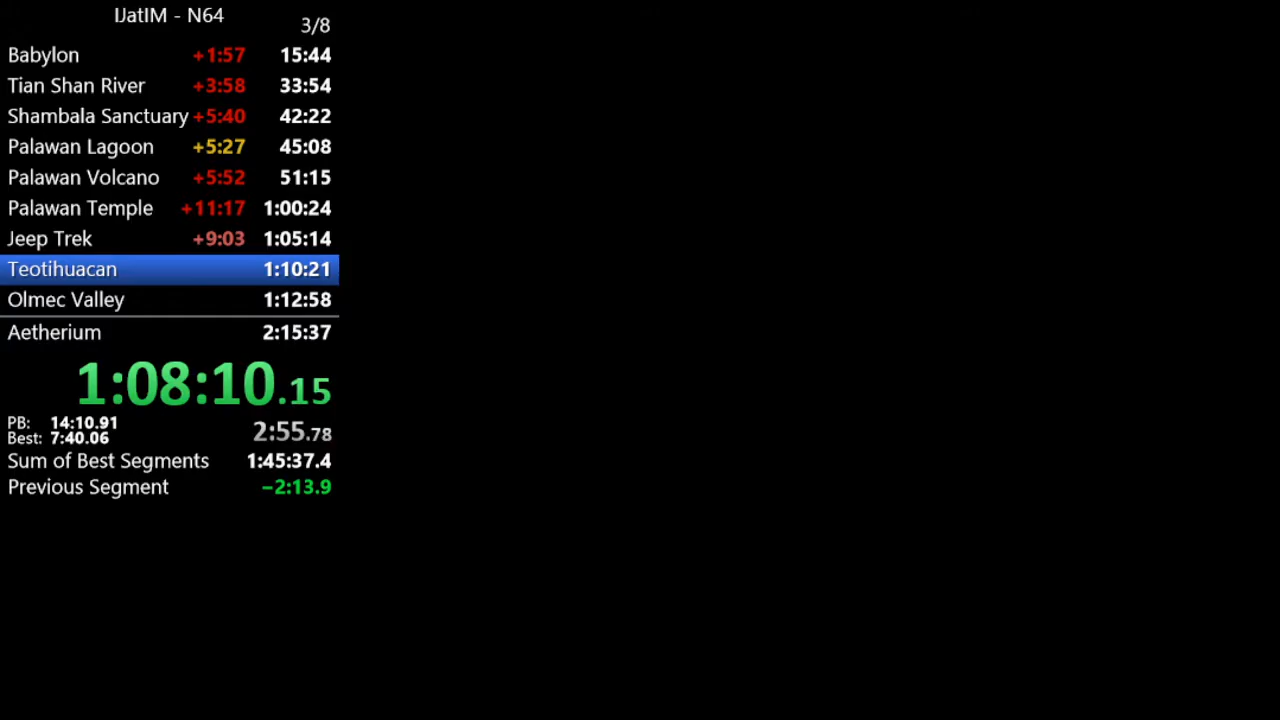 IJatIM - N64
3/8
Babylon +1:57 15:44
Tian Shan River +3:58 33:54
Shambala Sanctuary +5:40 42:22
Palawan Lagoon +5:27 45:08
Palawan Volcano +5:52 51:15
Palawan Temple +11:17 1:00:24
Jeep Trek +9:03 1:05:14
Teotihuacan 1:10:21
Olmec Valley 1:12:58
Aetherium 2:15:37
1:08:10.15
PB: 14:10.91
Best: 7:40.06
2:55.78
Sum of Best Segments 1:45:37.4
Previous Segment −2:13.9